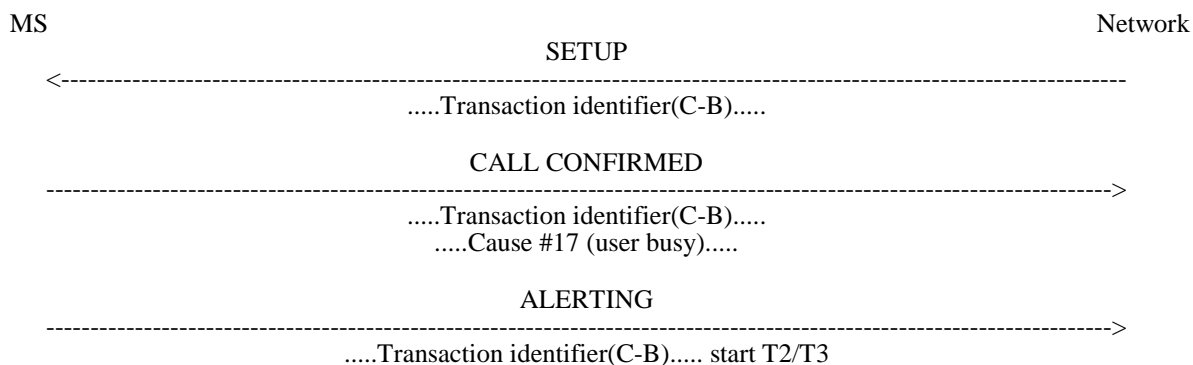 MS Network
SETUP
<------------------------------------------------------------------------------------------------------------------------
.....Transaction identifier(C-B).....
CALL CONFIRMED
------------------------------------------------------------------------------------------------------------------------>
.....Transaction identifier(C-B).....
.....Cause #17 (user busy).....
ALERTING
------------------------------------------------------------------------------------------------------------------------>
.....Transaction identifier(C-B)..... start T2/T3